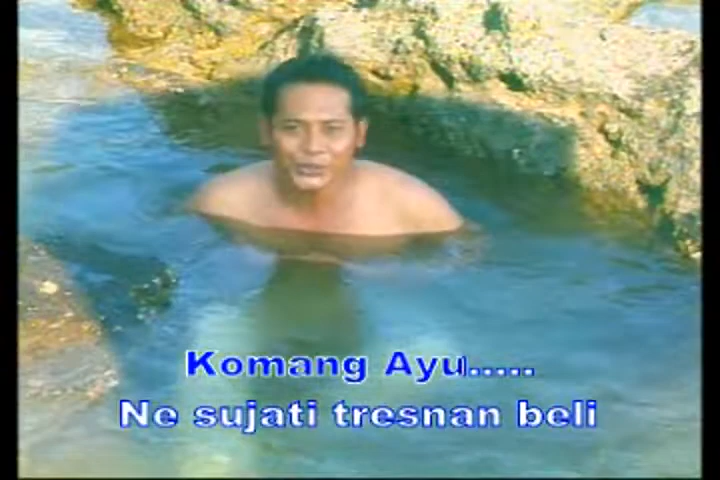 Komang Ayu.....
Ne sujati tresnan beli